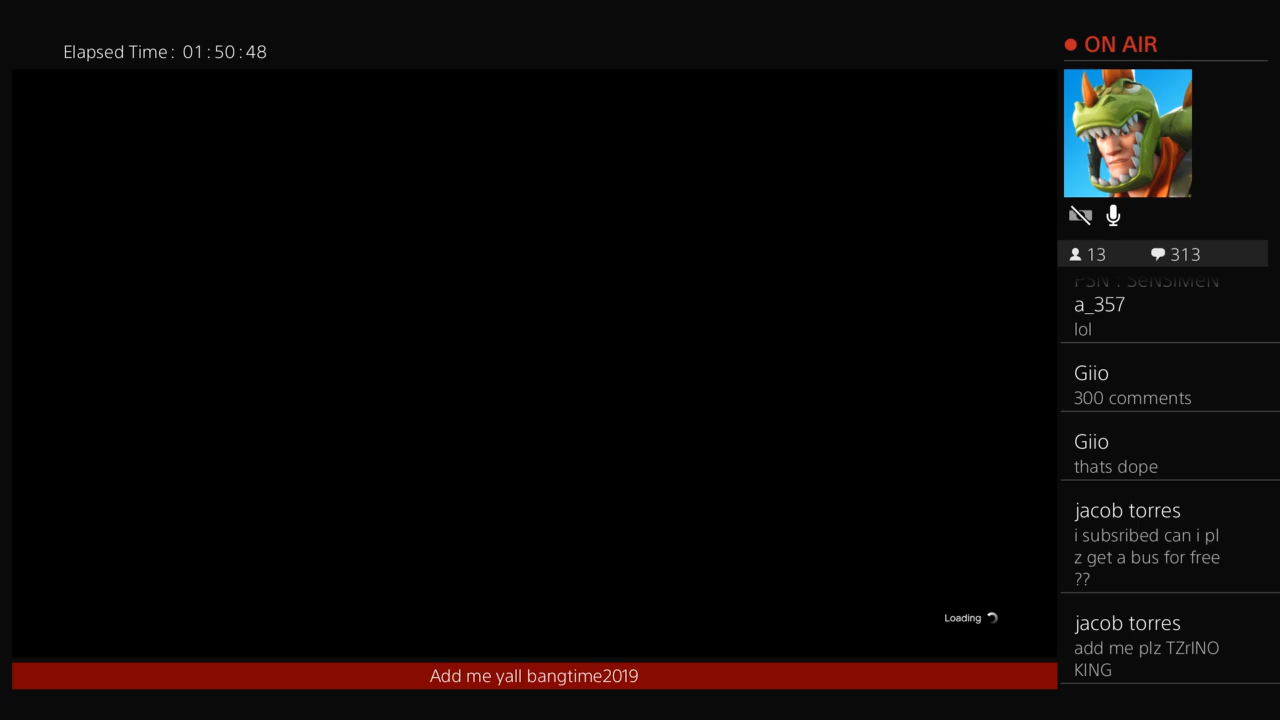 Elapsed Time: 01:50:48
ON AIR
13 313
PSN : SeNSiMeN
a_357
lol
Giio
300 comments
Giio
thats dope
jacob torres
i subsribed can i pl
z get a bus for free
??
jacob torres
add me plz TZrINO
KING
Loading
Add me yall bangtime2019